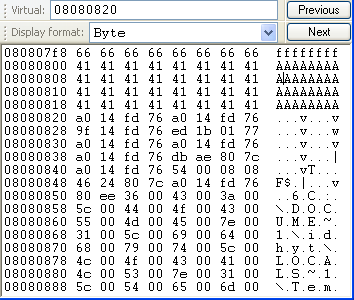 Virtual: 08080820 Previous
Display format: Byte Next
080807f8 66 66 66 66 66 66 66 66 ffffffff
08080800 41 41 41 41 41 41 41 41 AAAAAAAA
08080808 41 41 41 41 41 41 41 41 AAAAAAAA
08080810 41 41 41 41 41 41 41 41 AAAAAAAA
08080818 41 41 41 41 41 41 41 41 AAAAAAAA
08080820 a0 14 fd 76 a0 14 fd 76 ...v...v
08080828 9f 14 fd 76 ed 1b 01 77 ...v...w
08080830 a0 14 fd 76 a0 14 fd 76 ...v...v
08080838 a0 14 fd 76 db ae 80 7c ...v...|
08080840 a0 14 fd 76 54 00 08 08 ...vT...
08080848 46 24 80 7c a0 14 fd 76 F$.|...v
08080850 80 ee 36 00 43 00 3a 00 ..6.C.:.
08080858 5c 00 44 00 4f 00 43 00 \.D.O.C.
08080860 55 00 4d 00 45 00 7e 00 U.M.E.~.
08080868 31 00 5c 00 69 00 64 00 1.\.i.d.
08080870 68 00 79 00 74 00 5c 00 h.y.t.\.
08080878 4c 00 4f 00 43 00 41 00 L.O.C.A.
08080880 4c 00 53 00 7e 00 31 00 L.S.~.1.
08080888 5c 00 54 00 65 00 6d 00 \.T.e.m.